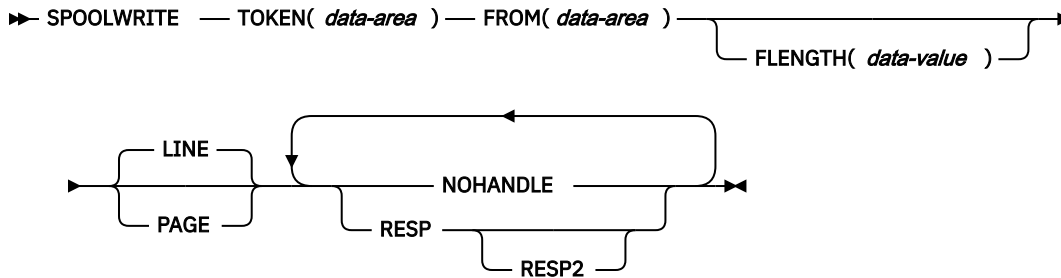 SPOOLWRITE TOKEN( data-area ) FROM( data-area )
FLENGTH( data-value )
LINE
PAGE
NOHANDLE
RESP
RESP2